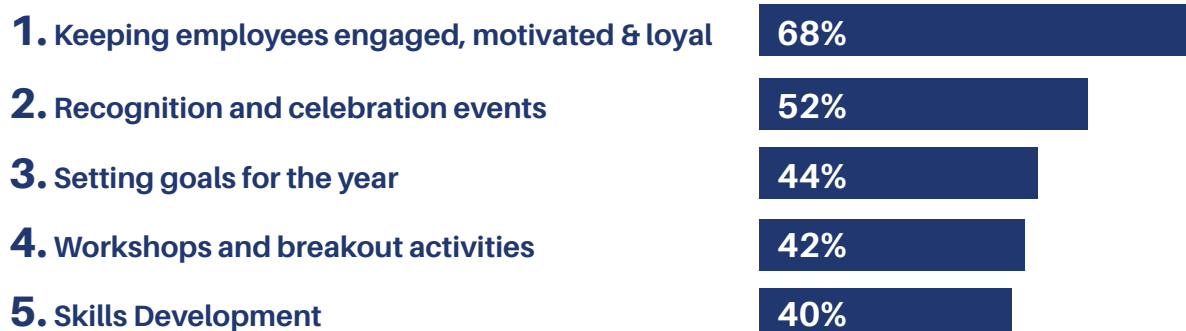 1. Keeping employees engaged, motivated & loyal 68%
2. Recognition and celebration events 52%
3. Setting goals for the year 44%
4. Workshops and breakout activities 42%
5. Skills Development 40%